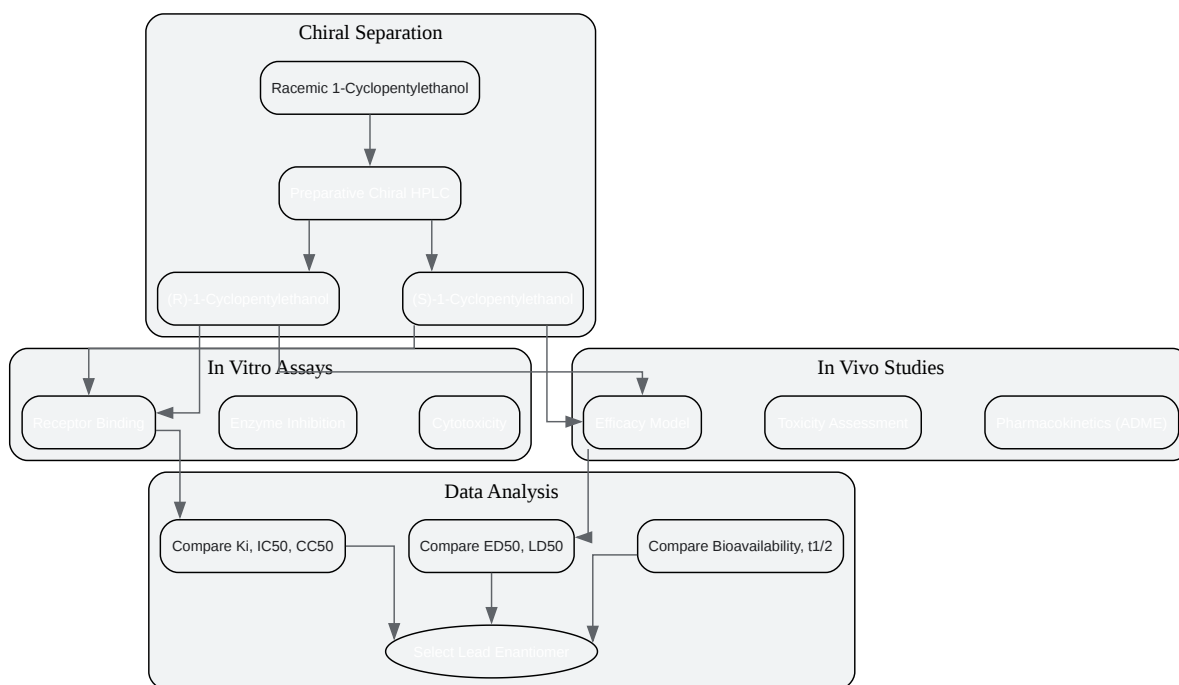 Chiral Separation
Racemic 1-Cyclopentylethanol
Preparative Chiral HPLC
(R)-1-Cyclopentylethanol
(S)-1-Cyclopentylethanol
In Vitro Assays
Receptor Binding
Enzyme Inhibition
Cytotoxicity
In Vivo Studies
Efficacy Model
Toxicity Assessment
Pharmacokinetics (ADME)
Data Analysis
Compare Ki, IC50, CC50
Compare ED50, LD50
Compare Bioavailability, t1/2
Select Lead Enantiomer